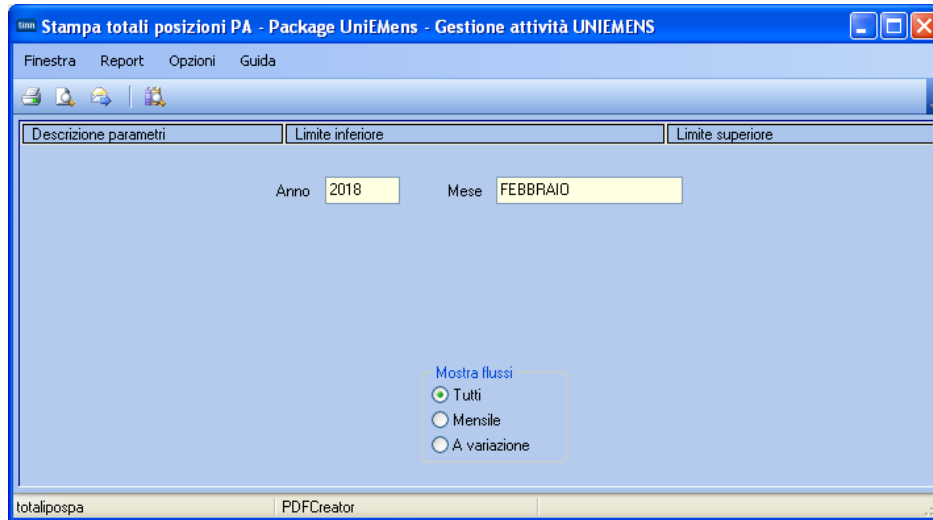 tinn Stampa totali posizioni PA - Package UniEMens - Gestione attività UNIEMENS
Finestra Report Opzioni Guida
Descrizione parametri Limite inferiore Limite superiore
Anno 2018 Mese FEBBRAIO
Mostra flussi
Tutti
Mensile
A variazione
totalipospa PDFCreator